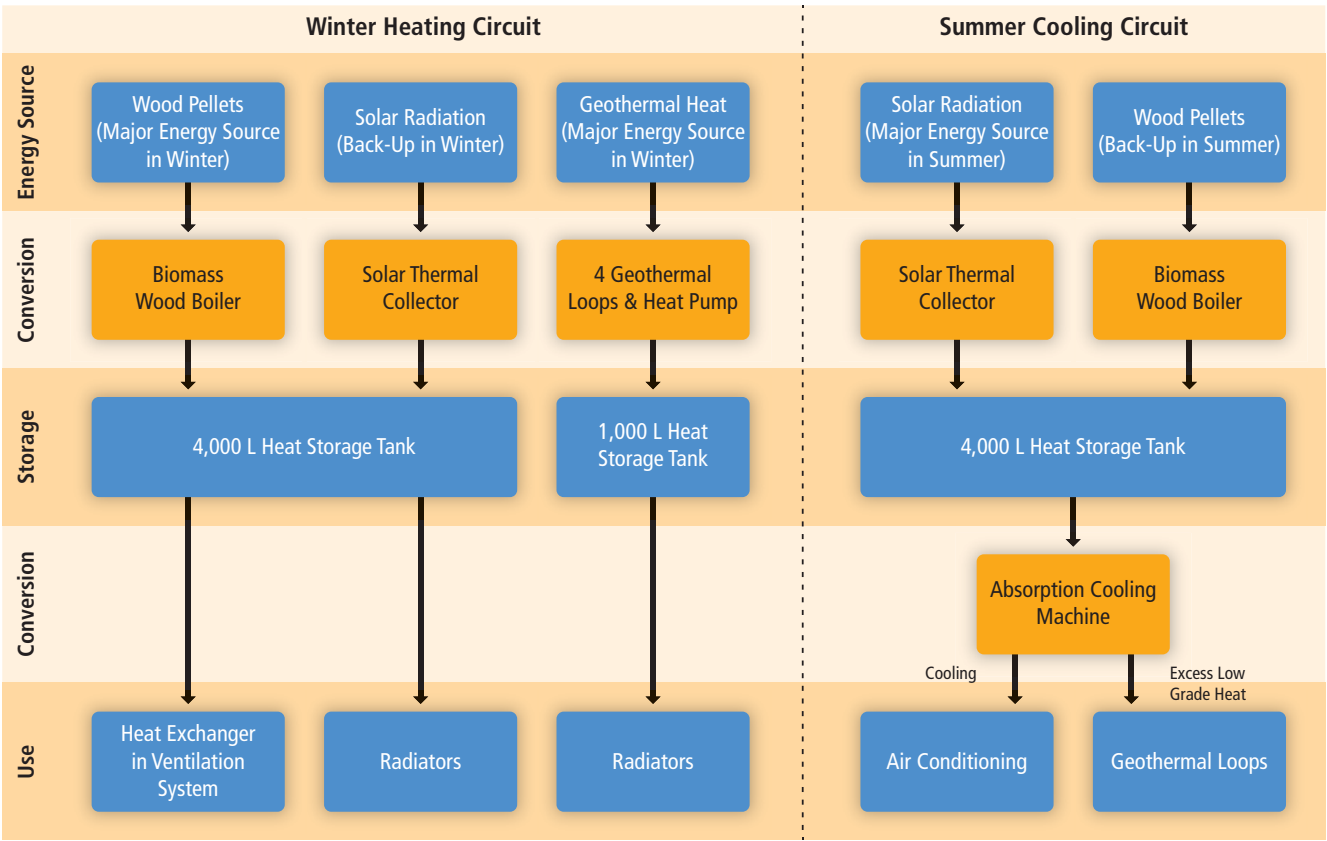 Winter Heating Circuit
Summer Cooling Circuit
Energy Source
Wood Pellets
(Major Energy Source
in Winter)
Solar Radiation
(Back-Up in Winter)
Geothermal Heat
(Major Energy Source
in Winter)
Solar Radiation
(Major Energy Source
in Summer)
Wood Pellets
(Back-Up in Summer)
Conversion
Biomass
Wood Boiler
Solar Thermal
Collector
4 Geothermal
Loops & Heat Pump
Solar Thermal
Collector
Biomass
Wood Boiler
Storage
4,000 L Heat Storage Tank
1,000 L Heat
Storage Tank
4,000 L Heat Storage Tank
Conversion
Absorption Cooling
Machine
Cooling
Excess Low
Grade Heat
Use
Heat Exchanger
in Ventilation
System
Radiators
Radiators
Air Conditioning
Geothermal Loops